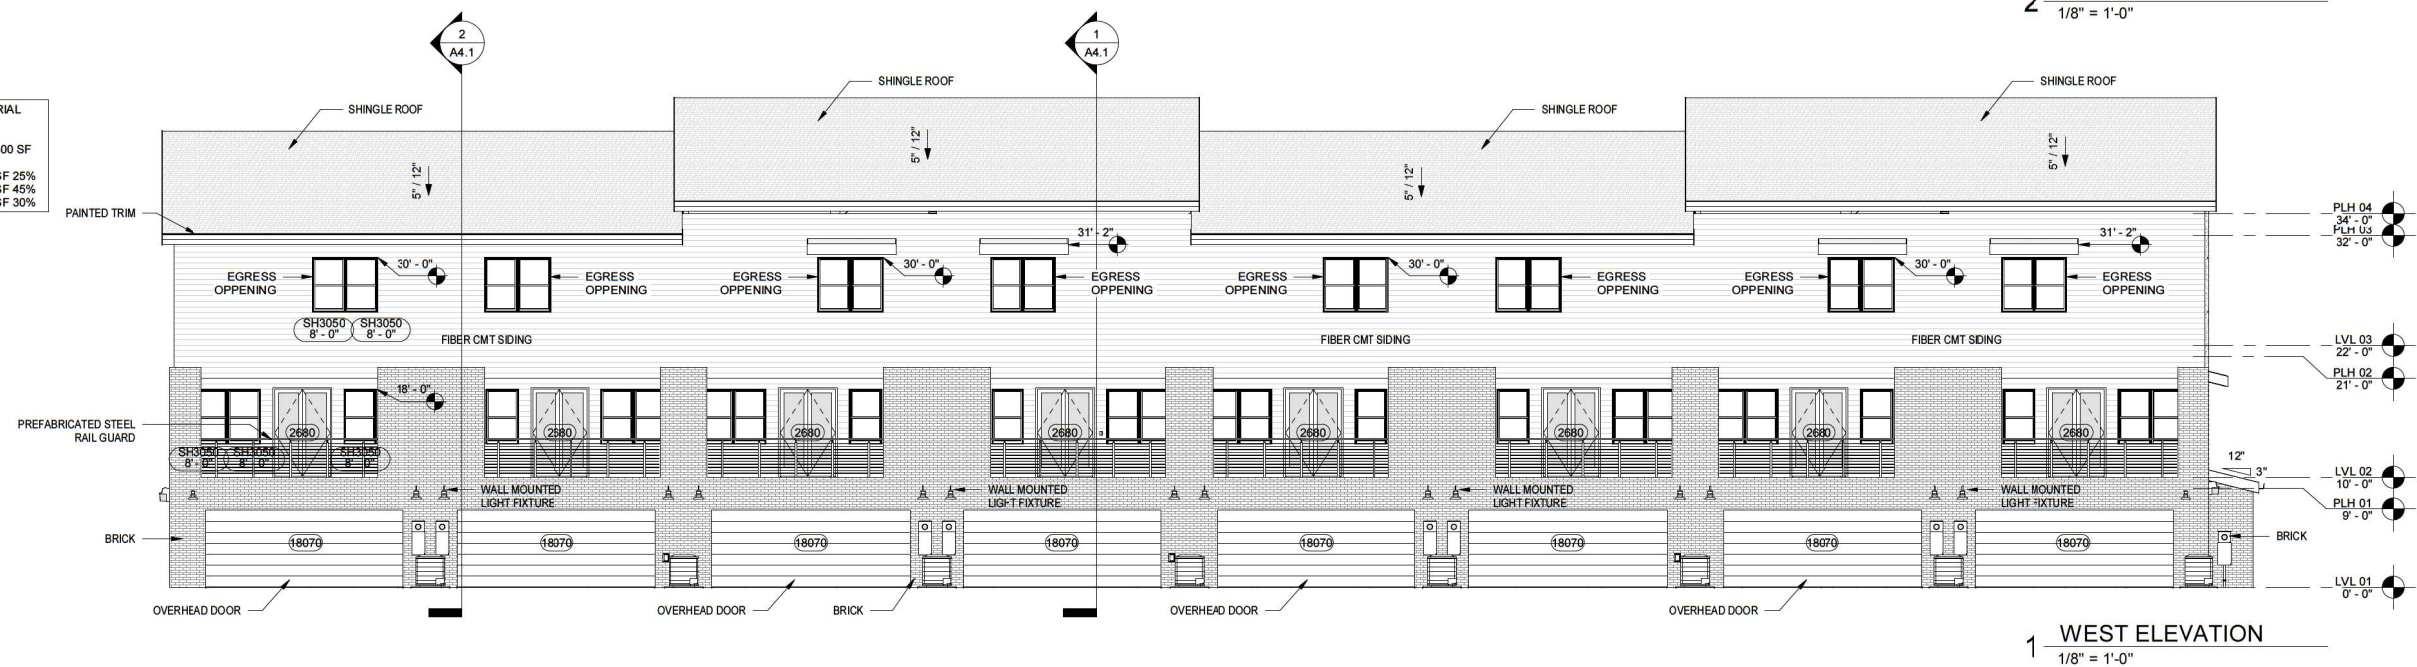 2
1/8" = 1'-0"
2
A4.1
1
A4.1
RIAL
00 SF
SF 25%
SF 45%
SF 30%
SHINGLE ROOF
SHINGLE ROOF
SHINGLE ROOF
SHINGLE ROOF
5" / 12"
5" / 12"
5" / 12"
5" / 12"
PAINTED TRIM
PLH 04
34' - 0"
PLH 03
32' - 0"
31' - 2"
31' - 2"
30' - 0"
30' - 0"
30' - 0"
30' - 0"
EGRESS
OPPENING
EGRESS
OPPENING
EGRESS
OPPENING
EGRESS
OPPENING
EGRESS
OPPENING
EGRESS
OPPENING
EGRESS
OPPENING
EGRESS
OPPENING
SH3050
8' - 0"
SH3050
8' - 0"
FIBER CMT SIDING
FIBER CMT SIDING
FIBER CMT SIDING
LVL 03
22' - 0"
PLH 02
21' - 0"
18' - 0"
PREFABRICATED STEEL
RAIL GUARD
2680
2680
2680
2680
2680
2680
2680
2680
SH3050
8' - 0"
SH3050
8' - 0"
SH3050
8' - 0"
12"
3"
LVL 02
10' - 0"
PLH 01
9' - 0"
WALL MOUNTED
LIGHT FIXTURE
WALL MOUNTED
LIGHT FIXTURE
WALL MOUNTED
LIGHT FIXTURE
WALL MOUNTED
LIGHT FIXTURE
BRICK
18070
18070
18070
18070
18070
18070
18070
18070
BRICK
LVL 01
0' - 0"
OVERHEAD DOOR
OVERHEAD DOOR
BRICK
OVERHEAD DOOR
OVERHEAD DOOR
1
WEST ELEVATION
1/8" = 1'-0"